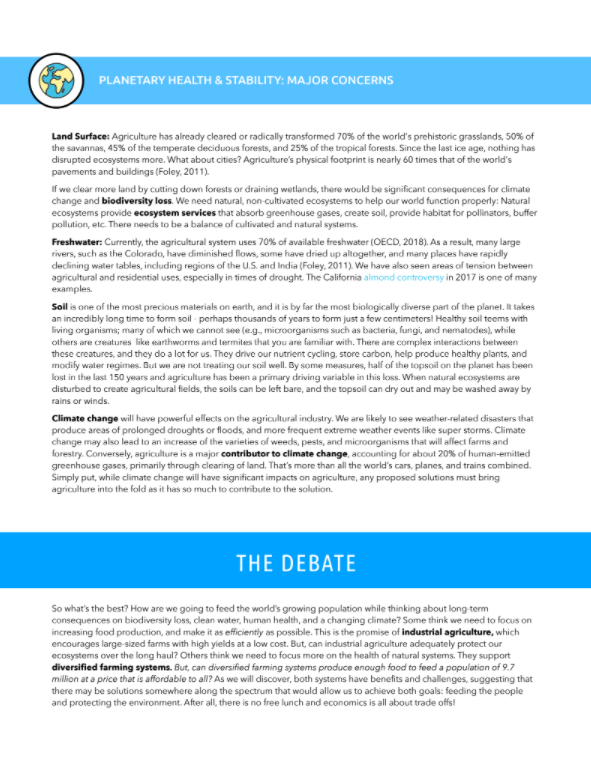 PLANETARY HEALTH & STABILITY: MAJOR CONCERNS
Land Surface: Agriculture has already cleared or radically transformed 70% of the world's prehistoric grasslands, 50% of
the savannas, 45% of the temperate deciduous forests, and 25% of the tropical forests. Since the last ice age, nothing has
disrupted ecosystems more. What about cities? Agriculture's physical footprint is nearly 60 times that of the world's
pavements and buildings (Foley, 2011).
If we clear more land by cutting down forests or draining wetlands, there would be significant consequences for climate
change and biodiversity loss. We need natural, non-cultivated ecosystems to help our world function properly: Natural
ecosystems provide ecosystem services that absorb greenhouse gases, create soil, provide habitat for pollinators, buffer
pollution, etc. There needs to be a balance of cultivated and natural systems.
Freshwater: Currently, the agricultural system uses 70% of available freshwater (OECD, 2018). As a result, many large
rivers, such as the Colorado, have diminished flows, some have dried up altogether, and many places have rapidly
declining water tables, including regions of the U.S. and India (Foley, 2011). We have also seen areas of tension between
agricultural and residential uses, especially in times of drought. The California almond controversy in 2017 is one of many
examples.
Soil is one of the most precious materials on earth, and it is by far the most biologically diverse part of the planet. It takes
an incredibly long time to form soil - perhaps thousands of years to form just a few centimeters! Healthy soil teems with
living organisms; many of which we cannot see (e.g., microorganisms such as bacteria, fungi, and nematodes), while
others are creatures like earthworms and termites that you are familiar with. There are complex interactions between
these creatures, and they do a lot for us. They drive our nutrient cycling, store carbon, help produce healthy plants, and
modify water regimes. But we are not treating our soil well. By some measures, half of the topsoil on the planet has been
lost in the last 150 years and agriculture has been a primary driving variable in this loss. When natural ecosystems are
disturbed to create agricultural fields, the soils can be left bare, and the topsoil can dry out and may be washed away by
rains or winds.
Climate change will have powerful effects on the agricultural industry. We are likely to see weather-related disasters that
produce areas of prolonged droughts or floods, and more frequent extreme weather events like super storms. Climate
change may also lead to an increase of the varieties of weeds, pests, and microorganisms that will affect farms and
forestry. Conversely, agriculture is a major contributor to climate change, accounting for about 20% of human-emitted
greenhouse gases, primarily through clearing of land. That's more than all the world's cars, planes, and trains combined.
Simply put, while climate change will have significant impacts on agriculture, any proposed solutions must bring
agriculture into the fold as it has so much to contribute to the solution.
THE DEBATE
So what's the best? How are we going to feed the world's growing population while thinking about long-term
consequences on biodiversity loss, clean water, human health, and a changing climate? Some think we need to focus on
increasing food production, and make it as efficiently as possible. This is the promise of industrial agriculture, which
encourages large-sized farms with high yields at a low cost. But, can industrial agriculture adequately protect our
ecosystems over the long haul? Others think we need to focus more on the health of natural systems. They support
diversified farming systems. But, can diversified farming systems produce enough food to feed a population of 9.7
million at a price that is affordable to all? As we will discover, both systems have benefits and challenges, suggesting that
there may be solutions somewhere along the spectrum that would allow us to achieve both goals: feeding the people
and protecting the environment. After all, there is no free lunch and economics is all about trade offs!